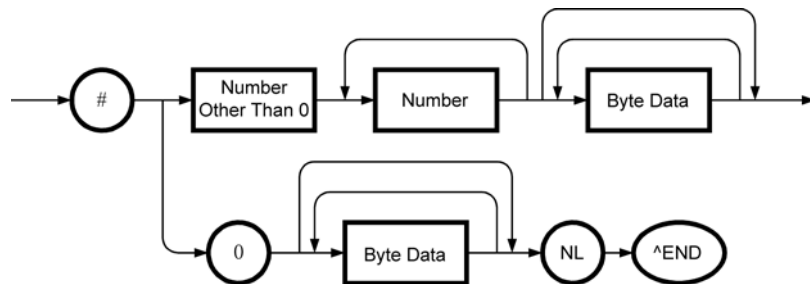 #
Number
Other Than 0
Number
Byte Data
0
Byte Data
NL
^END